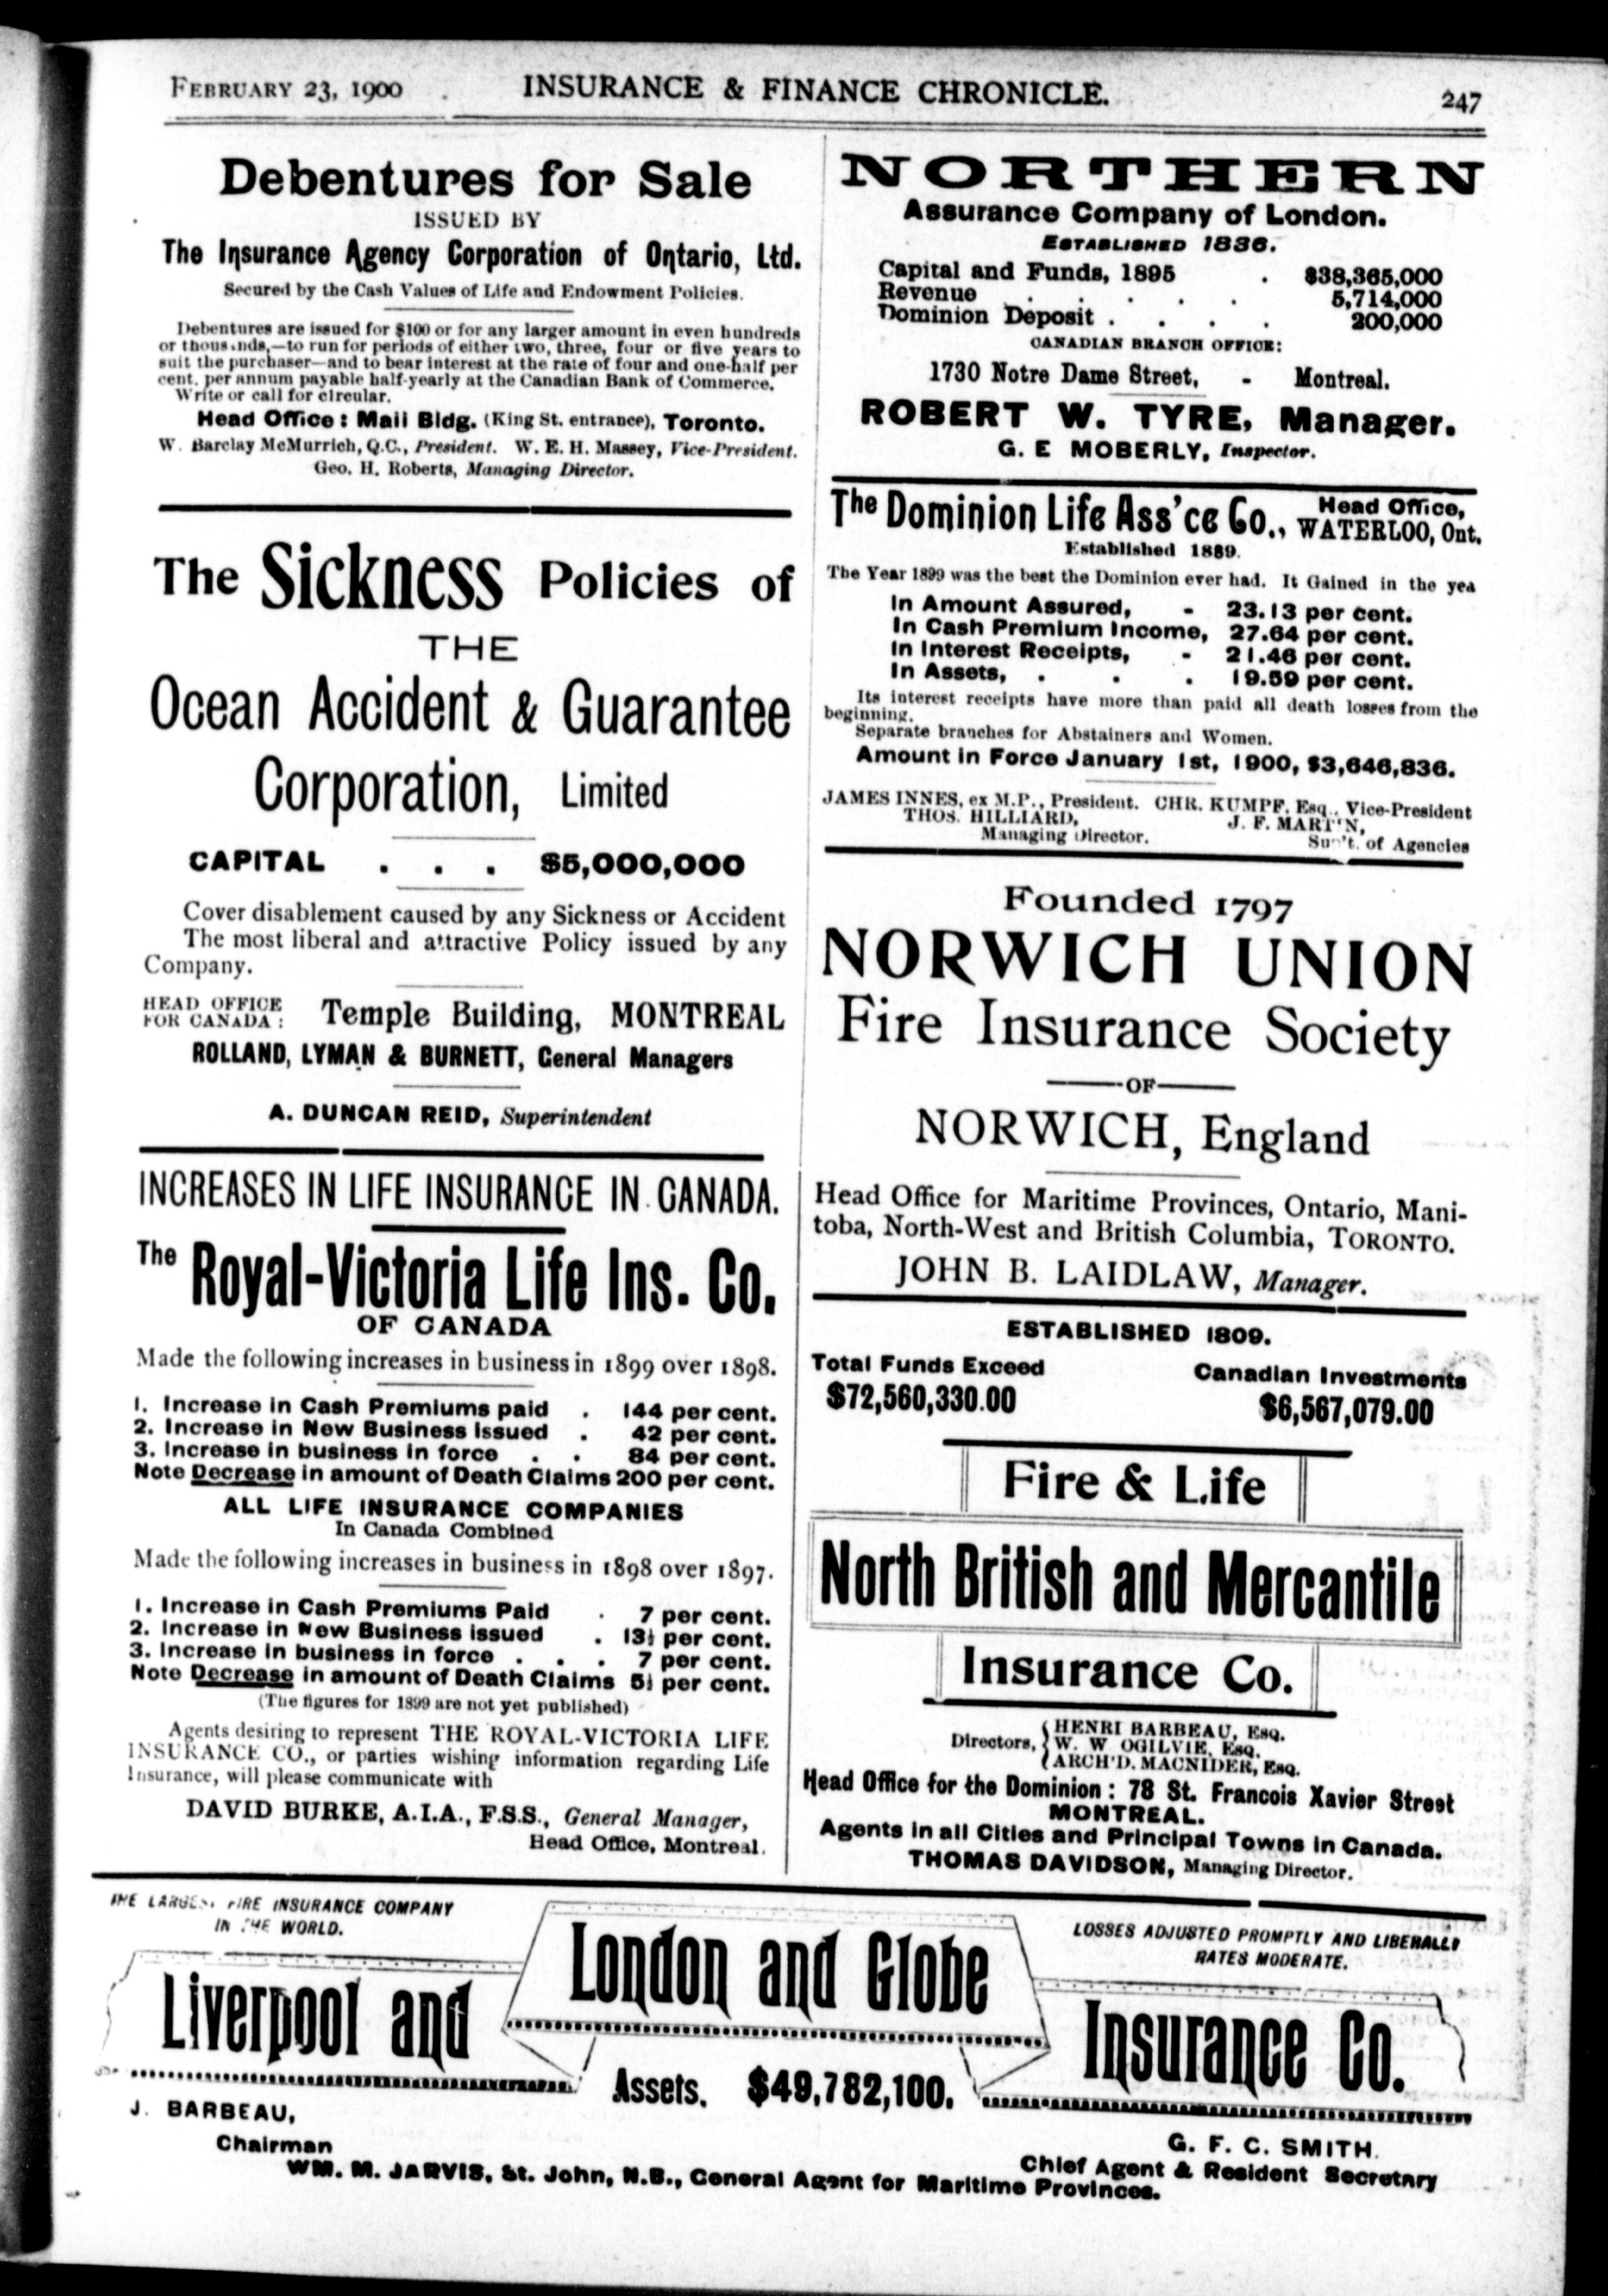 FEBRUARY 23, 1900 INSURANCE & FINANCE CHRONICLE. 247
Debentures for Sale
ISSUED BY
The Insurance Agency Corporation of Ontario, Ltd.
Secured by the Cash Values of Life and Endowment Policies.
Debentures are issued for $100 or for any larger amount in even hundreds
or thousands,—to run for periods of either two, three, four or five years to
suit the purchaser—and to bear interest at the rate of four and one-half per
cent. per annum payable half-yearly at the Canadian Bank of Commerce.
Write or call for circular.
Head Office: Mail Bldg. (King St. entrance), Toronto.
W. Barclay McMurrich, Q.C., President. W. E. H. Massey, Vice-President.
Geo. H. Roberts, Managing Director.
The Sickness Policies of
THE
Ocean Accident & Guarantee
Corporation, Limited
CAPITAL . . . $5,000,000
Cover disablement caused by any Sickness or Accident
The most liberal and attractive Policy issued by any
Company.
HEAD OFFICE
FOR CANADA: Temple Building, MONTREAL
ROLLAND, LYMAN & BURNETT, General Managers
A. DUNCAN REID, Superintendent
INCREASES IN LIFE INSURANCE IN CANADA.
The Royal-Victoria Life Ins. Co.
OF CANADA
Made the following increases in business in 1899 over 1898.
1. Increase in Cash Premiums paid . 144 per cent.
2. Increase in New Business Issued . 42 per cent.
3. Increase in business in force . . 84 per cent.
Note Decrease in amount of Death Claims 200 per cent.
ALL LIFE INSURANCE COMPANIES
In Canada Combined
Made the following increases in business in 1898 over 1897.
1. Increase in Cash Premiums Paid . 7 per cent.
2. Increase in New Business issued . 13½ per cent.
3. Increase in business in force . . . 7 per cent.
Note Decrease in amount of Death Claims 5½ per cent.
(The figures for 1899 are not yet published)
Agents desiring to represent THE ROYAL-VICTORIA LIFE
INSURANCE CO., or parties wishing information regarding Life
Insurance, will please communicate with
DAVID BURKE, A.I.A., F.S.S., General Manager,
Head Office, Montreal.
NORTHERN
Assurance Company of London.
ESTABLISHED 1836.
Capital and Funds, 1895 . $38,365,000
Revenue . . . . . 5,714,000
Dominion Deposit . . . . 200,000
CANADIAN BRANCH OFFICE:
1730 Notre Dame Street, - Montreal.
ROBERT W. TYRE, Manager.
G. E MOBERLY, Inspector.
The Dominion Life Ass'ce Co., Head Office,
WATERLOO, Ont.
Established 1889.
The Year 1899 was the best the Dominion ever had. It Gained in the yea
In Amount Assured, - 23.13 per cent.
In Cash Premium Income, 27.64 per cent.
In Interest Receipts, - 21.46 per cent.
In Assets, . . . 19.59 per cent.
Its interest receipts have more than paid all death losses from the
beginning.
Separate branches for Abstainers and Women.
Amount in Force January 1st, 1900, $3,646,836.
JAMES INNES, ex M.P., President. CHR. KUMPF, Esq., Vice-President
THOS. HILLIARD, J. F. MARTIN,
Managing Director. Sup't. of Agencies
Founded 1797
NORWICH UNION
Fire Insurance Society
—OF—
NORWICH, England
Head Office for Maritime Provinces, Ontario, Mani-
toba, North-West and British Columbia, TORONTO.
JOHN B. LAIDLAW, Manager.
ESTABLISHED 1809.
Total Funds Exceed Canadian Investments
$72,560,330.00 $6,567,079.00
Fire & Life
North British and Mercantile
Insurance Co.
Directors, HENRI BARBEAU, Esq.
W. W OGILVIE, Esq.
ARCH'D. MACNIDER, Esq.
Head Office for the Dominion: 78 St. Francois Xavier Street
MONTREAL.
Agents in all Cities and Principal Towns in Canada.
THOMAS DAVIDSON, Managing Director.
THE LARGEST FIRE INSURANCE COMPANY
IN THE WORLD.
LOSSES ADJUSTED PROMPTLY AND LIBERALLY
RATES MODERATE.
Liverpool and London and Globe Insurance Co.
Assets, $49,782,100.
J. BARBEAU,
Chairman
G. F. C. SMITH.
Chief Agent & Resident Secretary
WM. M. JARVIS, St. John, N.B., General Agent for Maritime Provinces.